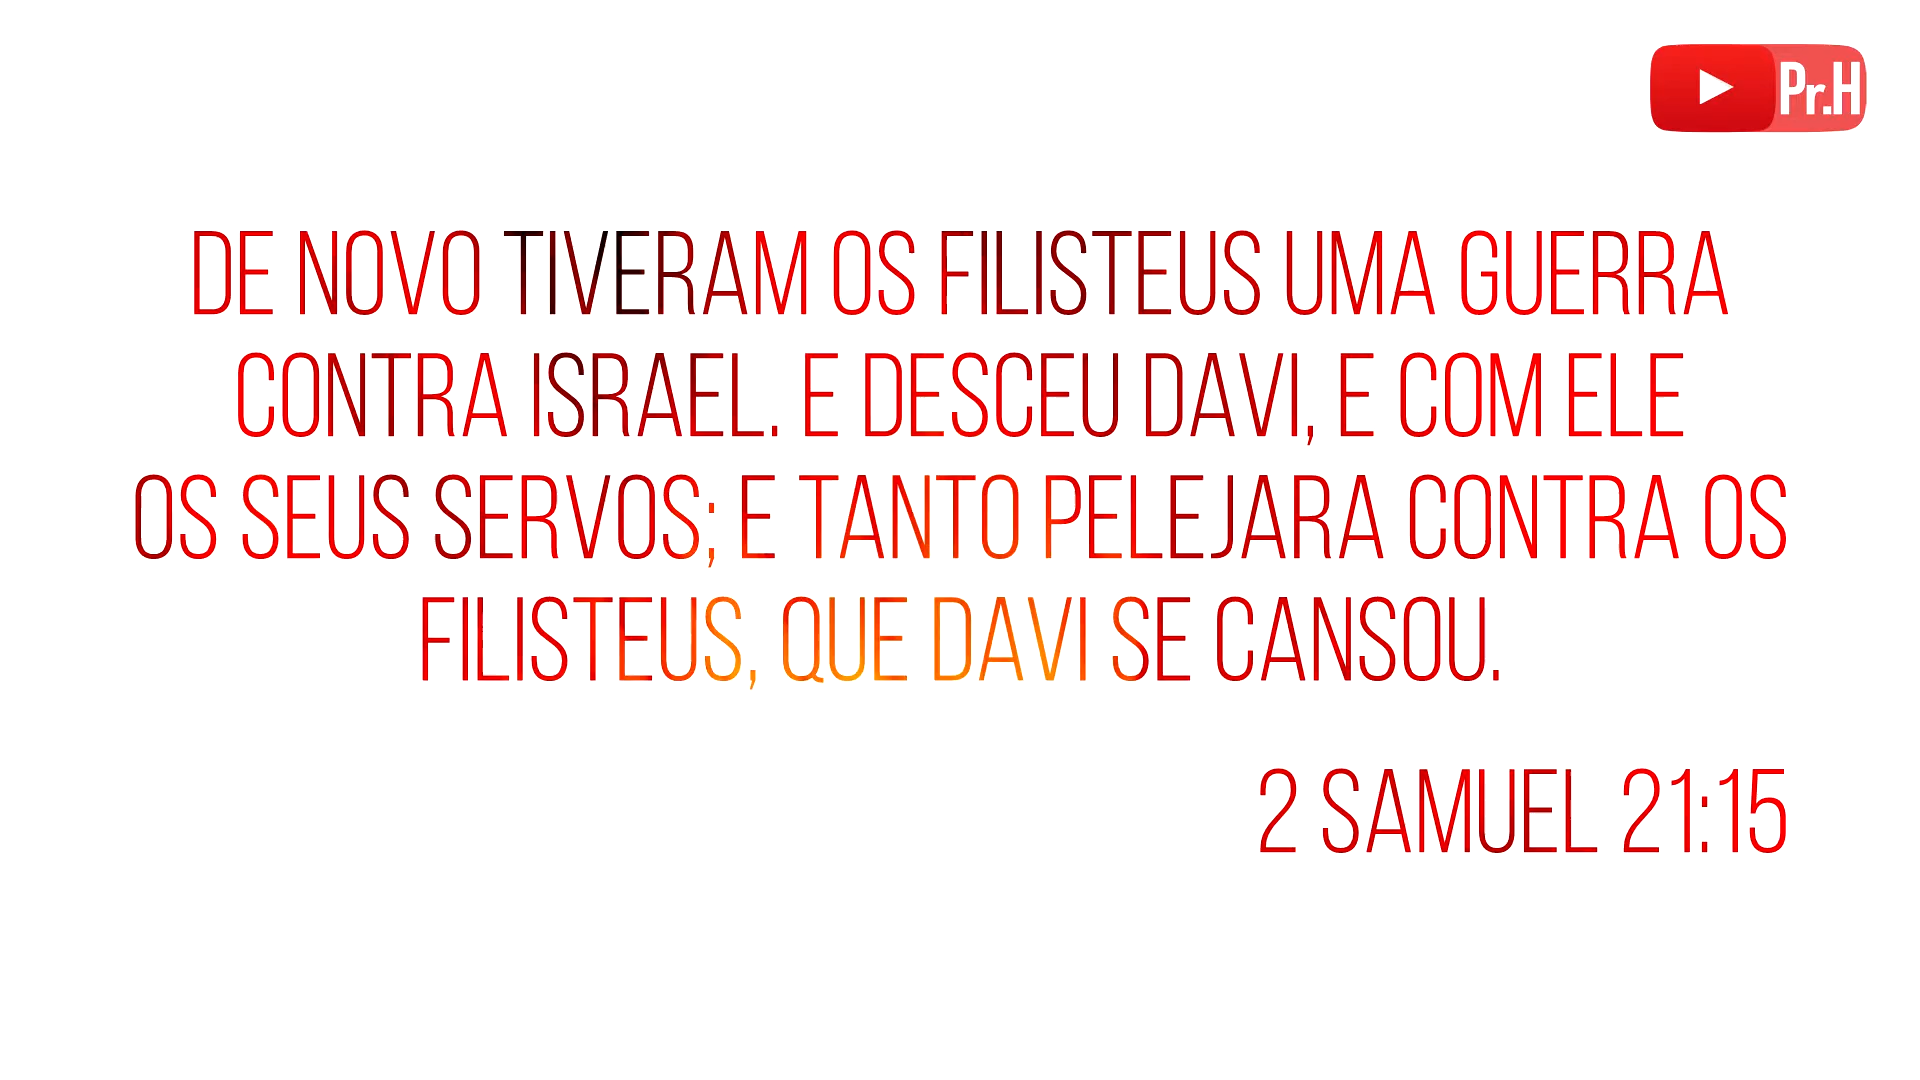 Pr.H
DE NOVO TIVERAM OS FILISTEUS UMA GUERRA
CONTRA ISRAEL. E DESCEU DAVI, E COM ELE
OS SEUS SERVOS; E TANTO PELEJARA CONTRA OS
FILISTEUS, QUE DAVI SE CANSOU.
2 SAMUEL 21:15